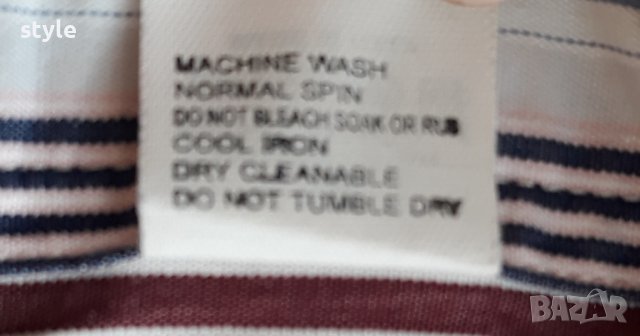 style
MACHINE WASH
NORMAL SPIN
DO NOT BLEACH SOAK OR RUB
COOL IRON
DRY CLEANABLE
DO NOT TUMBLE DRY
BAZAR